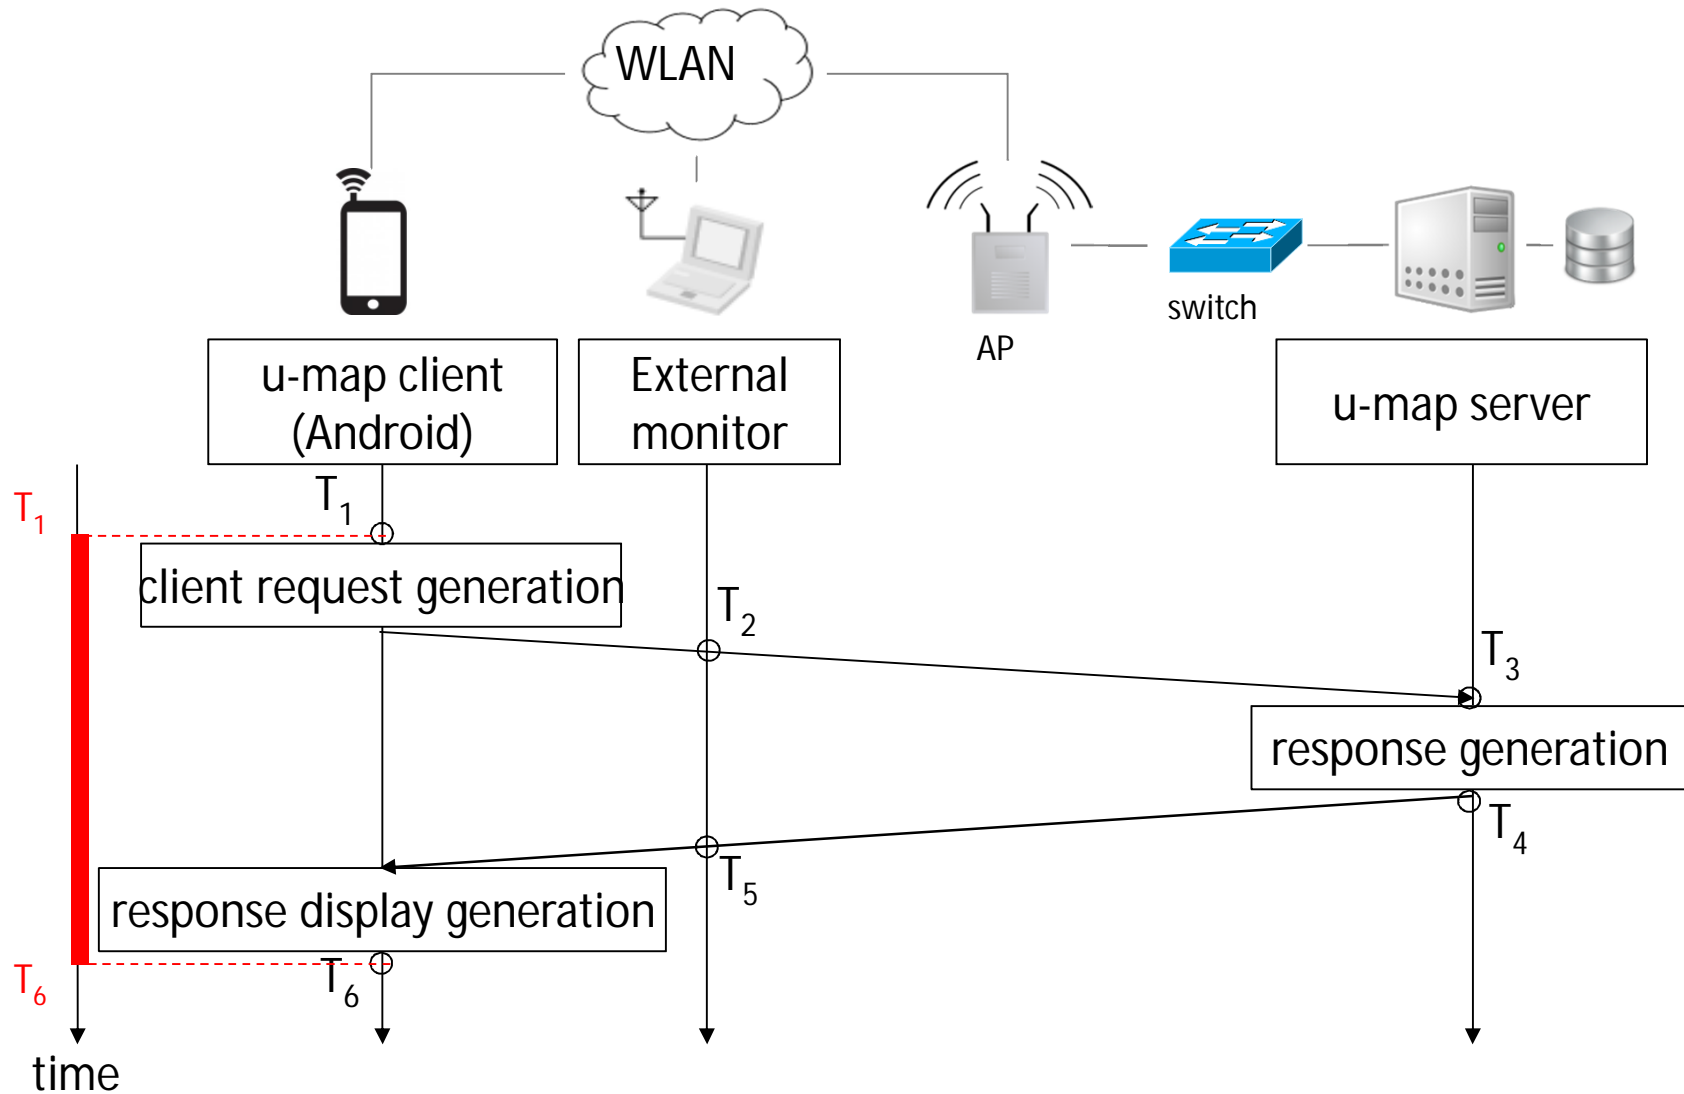 WLAN
switch
AP
u-map client
(Android)
External
monitor
u-map server
T1
T1
client request generation
T2
T3
response generation
T4
T5
response display generation
T6
T6
time